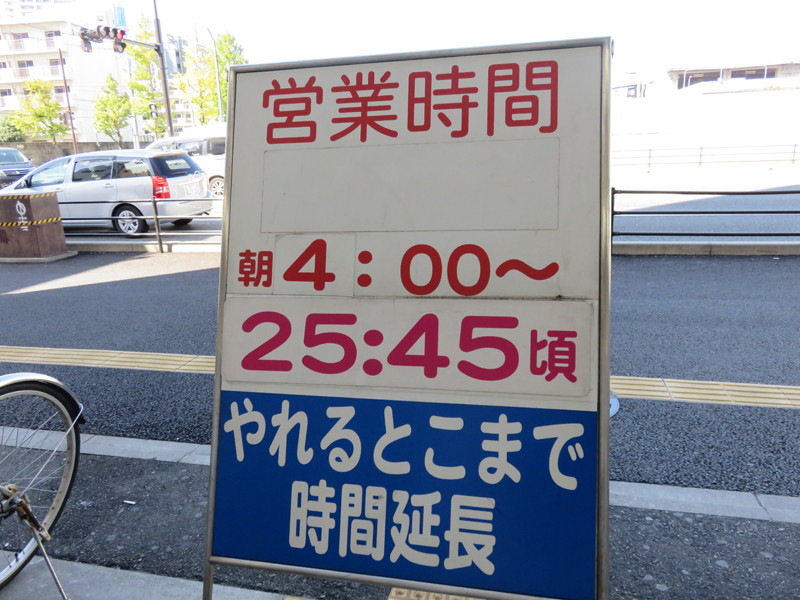 営業時間
朝4:00～
25:45頃
やれるとこまで
時間延長